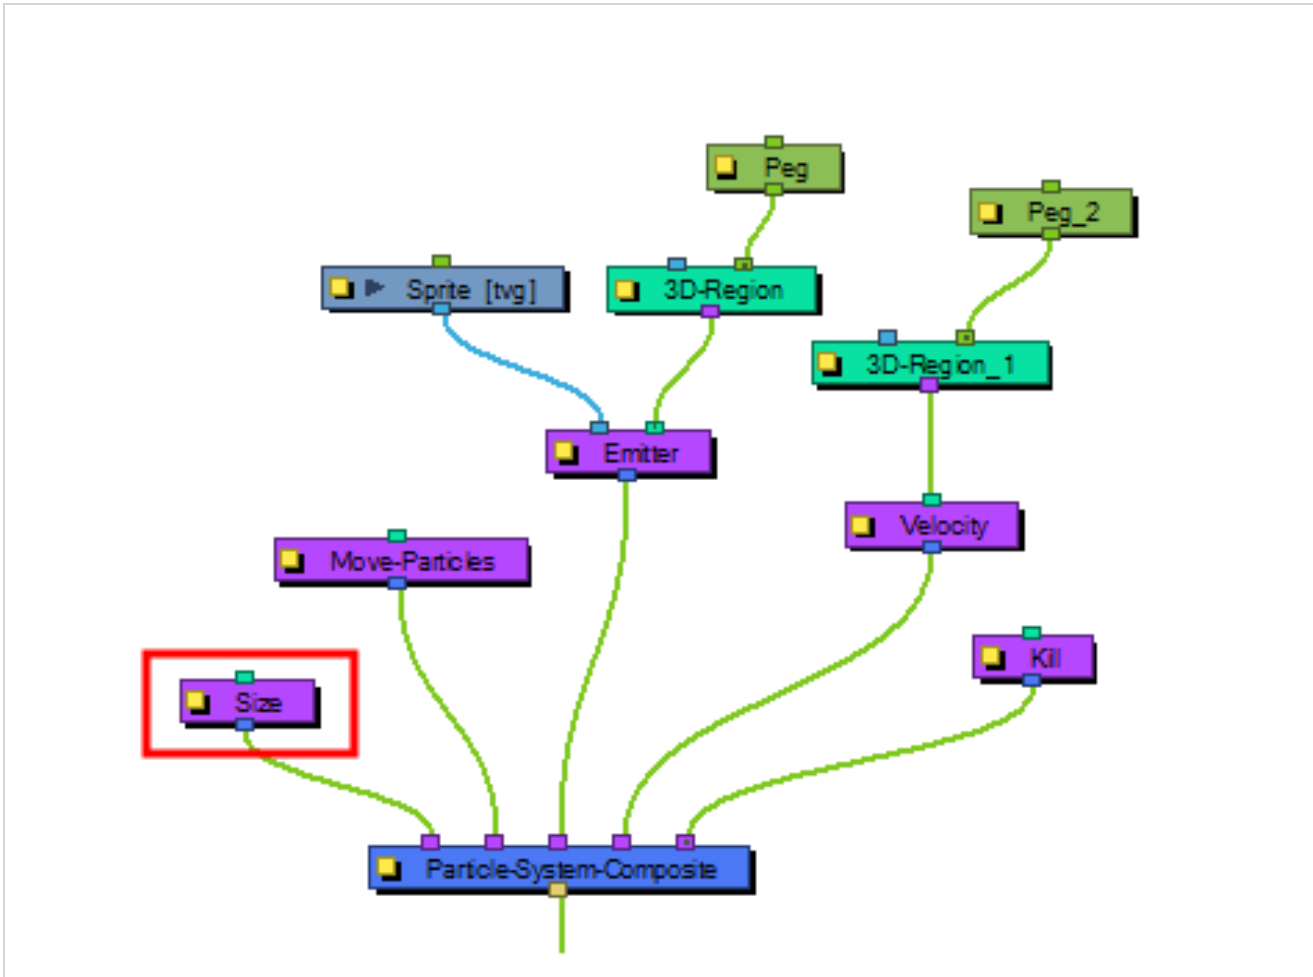 Peg
Peg_2
Sprite [tvg]
3D-Region
3D-Region_1
Emitter
Velocity
Move-Particles
Kill
Size
Particle-System-Composite